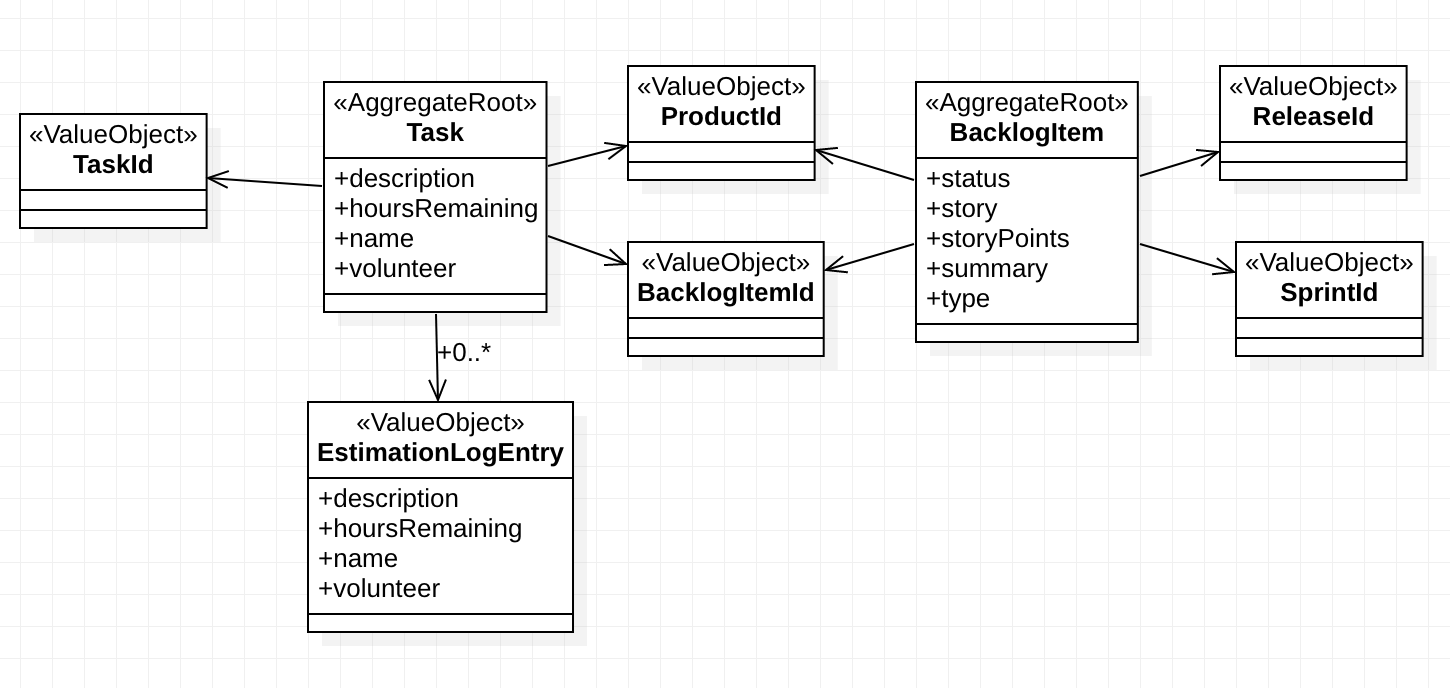 «ValueObject»
TaskId
«AggregateRoot»
Task
+description
+hoursRemaining
+name
+volunteer
+0..*
«ValueObject»
EstimationLogEntry
+description
+hoursRemaining
+name
+volunteer
«ValueObject»
ProductId
«ValueObject»
BacklogItemId
«AggregateRoot»
BacklogItem
+status
+story
+storyPoints
+summary
+type
«ValueObject»
ReleaseId
«ValueObject»
SprintId